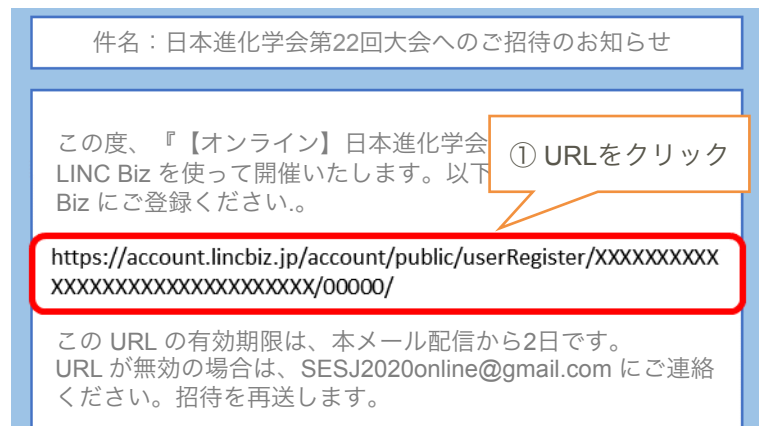 件名：日本進化学会第22回大会へのご招待のお知らせ
この度、『【オンライン】日本進化学会
LINC Biz を使って開催いたします。以下
Biz にご登録ください.。
① URLをクリック
https://account.lincbiz.jp/account/public/userRegister/XXXXXXXXXX
XXXXXXXXXXXXXXXXXXXXXX/00000/
この URL の有効期限は、本メール配信から2日です。
URL が無効の場合は、SESJ2020online@gmail.com にご連絡
ください。招待を再送します。